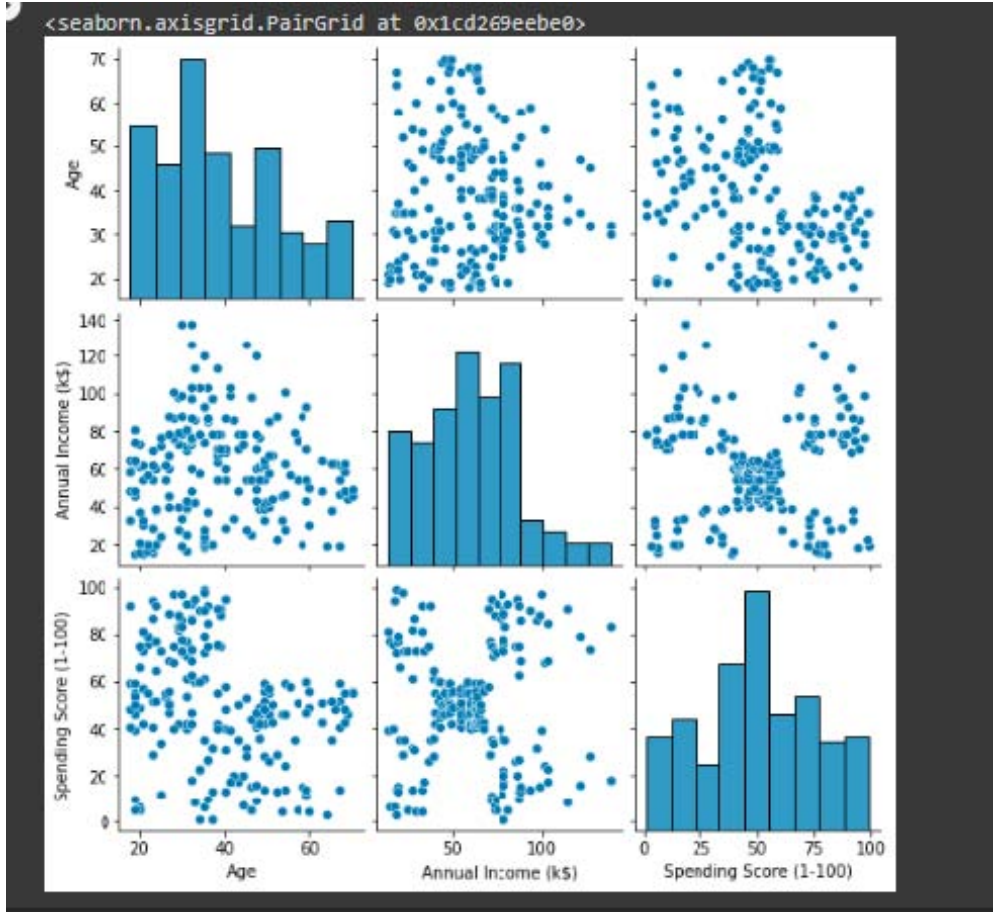 <seaborn.axisgrid.PairGrid at 0x1cd269eebe0>
70
60
50
40
30
20
Age
140
120
100
80
60
40
20
Annual Income (k$)
100
80
60
40
20
0
Spending Score (1-100)
20 40 60
Age
50 100
Annual Income (k$)
0 25 50 75 100
Spending Score (1-100)